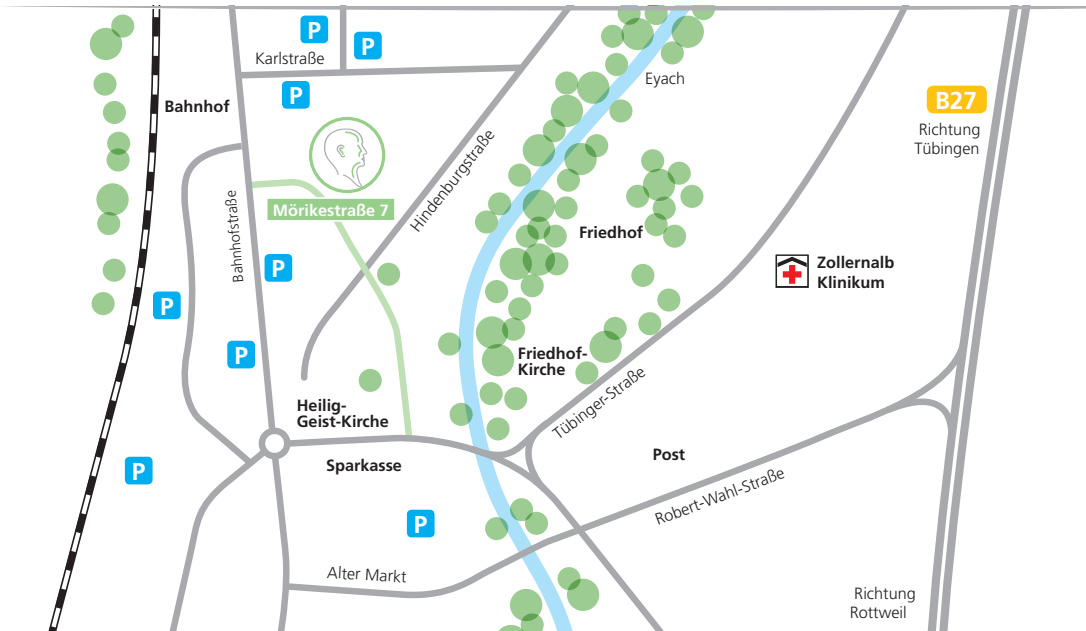 P
P
Karlstraße
P
Bahnhof
Eyach
B27
Richtung
Tübingen
Hindenburgstraße
Mörikestraße 7
Bahnhofstraße
Friedhof
P
Zollernalb
Klinikum
P
P
Friedhof-
Kirche
Tübinger-Straße
Heilig-
Geist-Kirche
Sparkasse
P
Post
Robert-Wahl-Straße
P
Alter Markt
Richtung
Rottweil